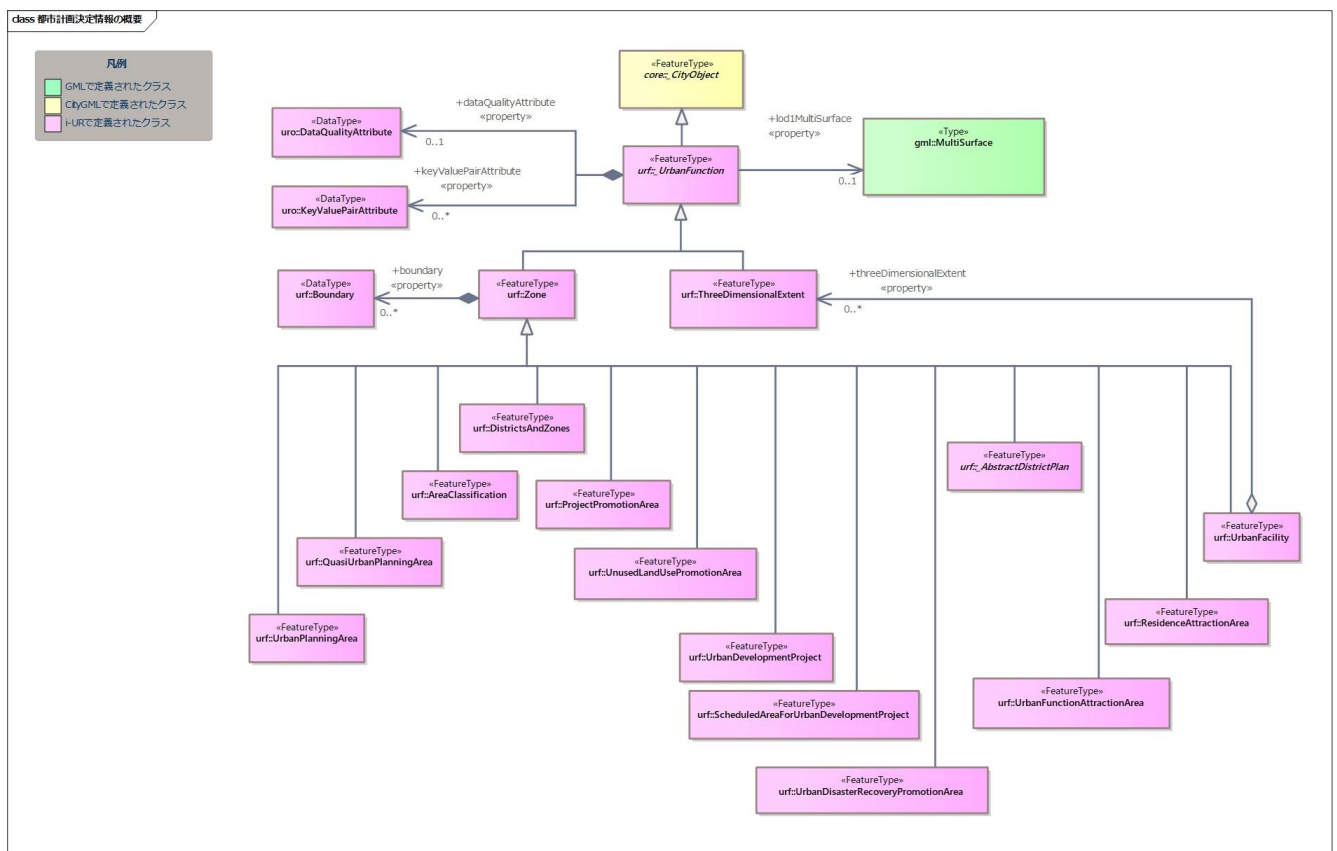 class 都市計画決定情報の概要
凡例
GMLで定義されたクラス
CityGMLで定義されたクラス
i-URで定義されたクラス
«FeatureType»
core::_CityObject
+dataQualityAttribute
«property»
«DataType»
uro::DataQualityAttribute
0..1
+lod1MultiSurface
«property»
«Type»
gml::MultiSurface
0..1
«FeatureType»
urf::_UrbanFunction
+keyValuePairAttribute
«property»
«DataType»
uro::KeyValuePairAttribute
0..*
+boundary
«property»
«DataType»
urf::Boundary
0..*
«FeatureType»
urf::Zone
«FeatureType»
urf::ThreeDimensionalExtent
+threeDimensionalExtent
«property»
0..*
«FeatureType»
urf::DistrictsAndZones
«FeatureType»
urf::_AbstractDistrictPlan
«FeatureType»
urf::AreaClassification
«FeatureType»
urf::ProjectPromotionArea
«FeatureType»
urf::UrbanFacility
«FeatureType»
urf::QuasiUrbanPlanningArea
«FeatureType»
urf::UnusedLandUsePromotionArea
«FeatureType»
urf::ResidenceAttractionArea
«FeatureType»
urf::UrbanPlanningArea
«FeatureType»
urf::UrbanDevelopmentProject
«FeatureType»
urf::UrbanFunctionAttractionArea
«FeatureType»
urf::ScheduledAreaForUrbanDevelopmentProject
«FeatureType»
urf::UrbanDisasterRecoveryPromotionArea